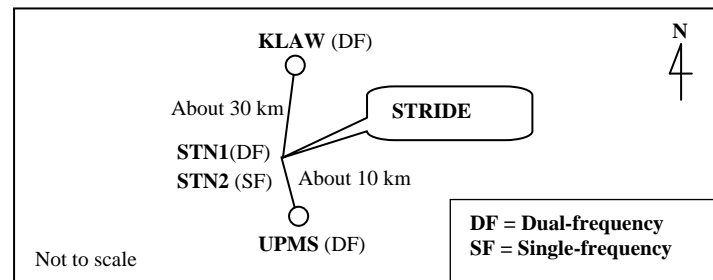 KLAW (DF)
N
About 30 km
STRIDE
STN1(DF)
STN2 (SF)
About 10 km
UPMS (DF)
DF = Dual-frequency
SF = Single-frequency
Not to scale